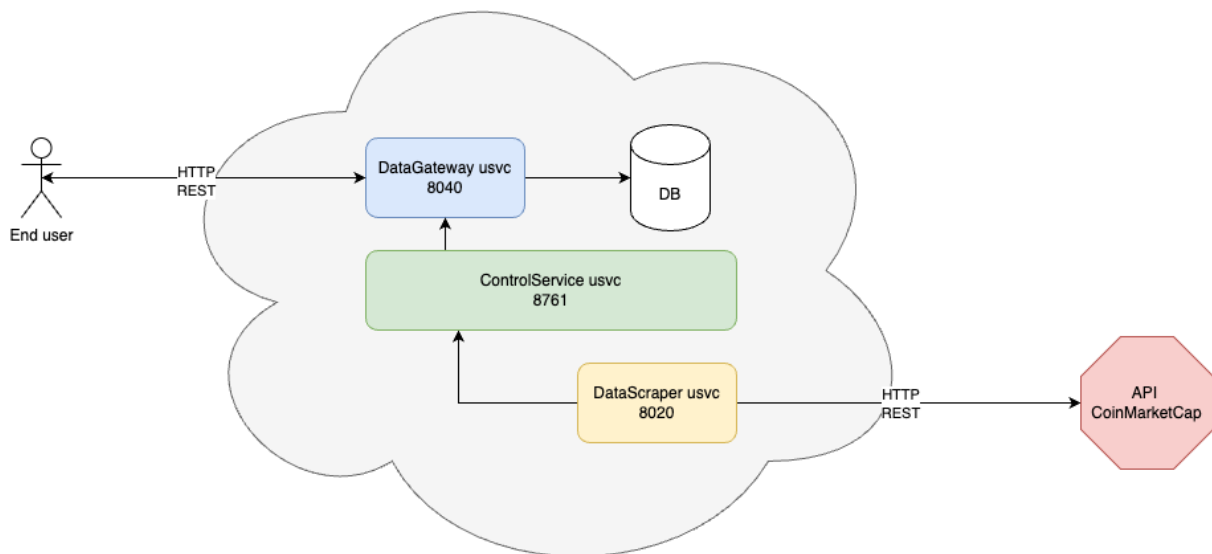 DataGateway usvc
8040
HTTP
REST
DB
End user
ControlService usvc
8761
DataScraper usvc
8020
HTTP
REST
API
CoinMarketCap